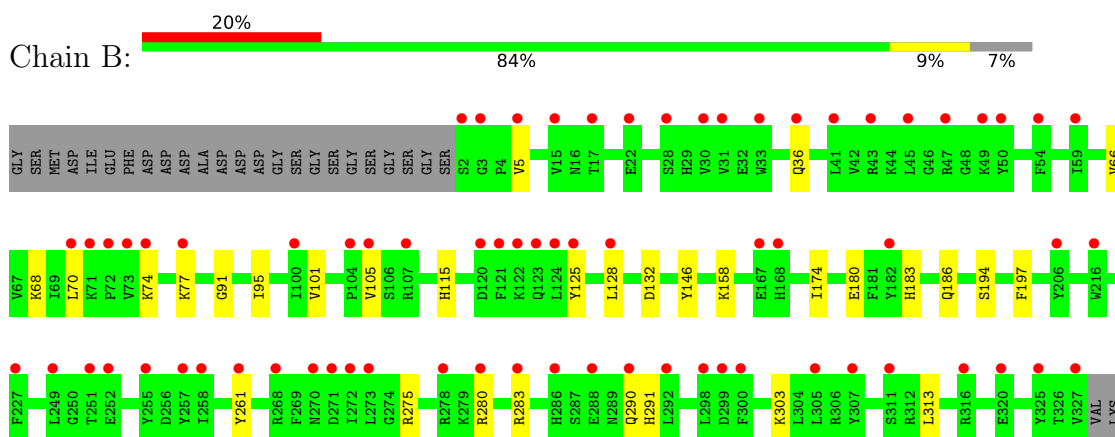 20%
Chain B:
84% 9% 7%
GLY SER MET ASP ILE GLU PHE ASP ASP ASP ALA ASP ASP ASP GLY SER GLY SER GLY SER GLY SER GLY SER S2 G3 P4 V5 V15 N16 T17 E22 S28 H29 V30 V31 E32 W33 Q36 L41 V42 R43 K44 L45 G46 R47 G48 K49 Y50 F54 I59 V66
V67 K68 I69 L70 K71 P72 V73 K74 K77 G91 I95 I100 V101 P104 V105 S106 R107 H115 D120 F121 K122 Q123 L124 Y125 L128 D132 Y146 K158 E167 H168 I174 E180 F181 Y182 H183 Q186 S194 F197 Y206 W216
F227 L249 G250 T251 E252 Y255 D256 Y257 I258 Y261 R268 F269 N270 D271 I272 L273 G274 R275 R278 K279 R280 R283 H286 S287 E288 N289 Q290 H291 L292 L298 D299 F300 K303 L304 L305 R306 Y307 S311 R312 L313 R316 E320 Y325 T326 V327 VAL LYS